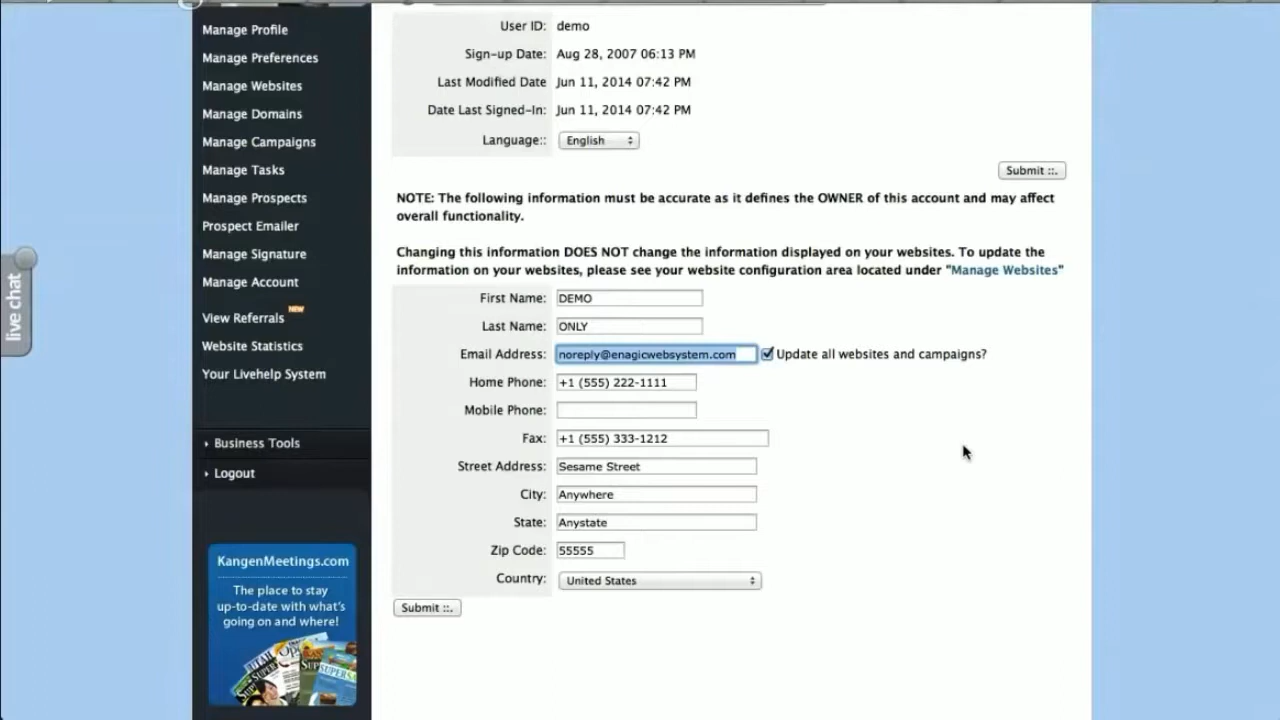 Manage Profile
Manage Preferences
Manage Websites
Manage Domains
Manage Campaigns
Manage Tasks
Manage Prospects
Prospect Emailer
Manage Signature
Manage Account
View Referrals NEW
Website Statistics
Your Livehelp System
Business Tools
Logout
KangenMeetings.com
The place to stay
up-to-date with what's
going on and where!
live chat
User ID: demo
Sign-up Date: Aug 28, 2007 06:13 PM
Last Modified Date Jun 11, 2014 07:42 PM
Date Last Signed-In: Jun 11, 2014 07:42 PM
Language:: English
Submit ::.
NOTE: The following information must be accurate as it defines the OWNER of this account and may affect
overall functionality.
Changing this information DOES NOT change the information displayed on your websites. To update the
information on your websites, please see your website configuration area located under "Manage Websites"
First Name: DEMO
Last Name: ONLY
Email Address: noreply@enagicwebsystem.com Update all websites and campaigns?
Home Phone: +1 (555) 222-1111
Mobile Phone:
Fax: +1 (555) 333-1212
Street Address: Sesame Street
City: Anywhere
State: Anystate
Zip Code: 55555
Country: United States
Submit ::.